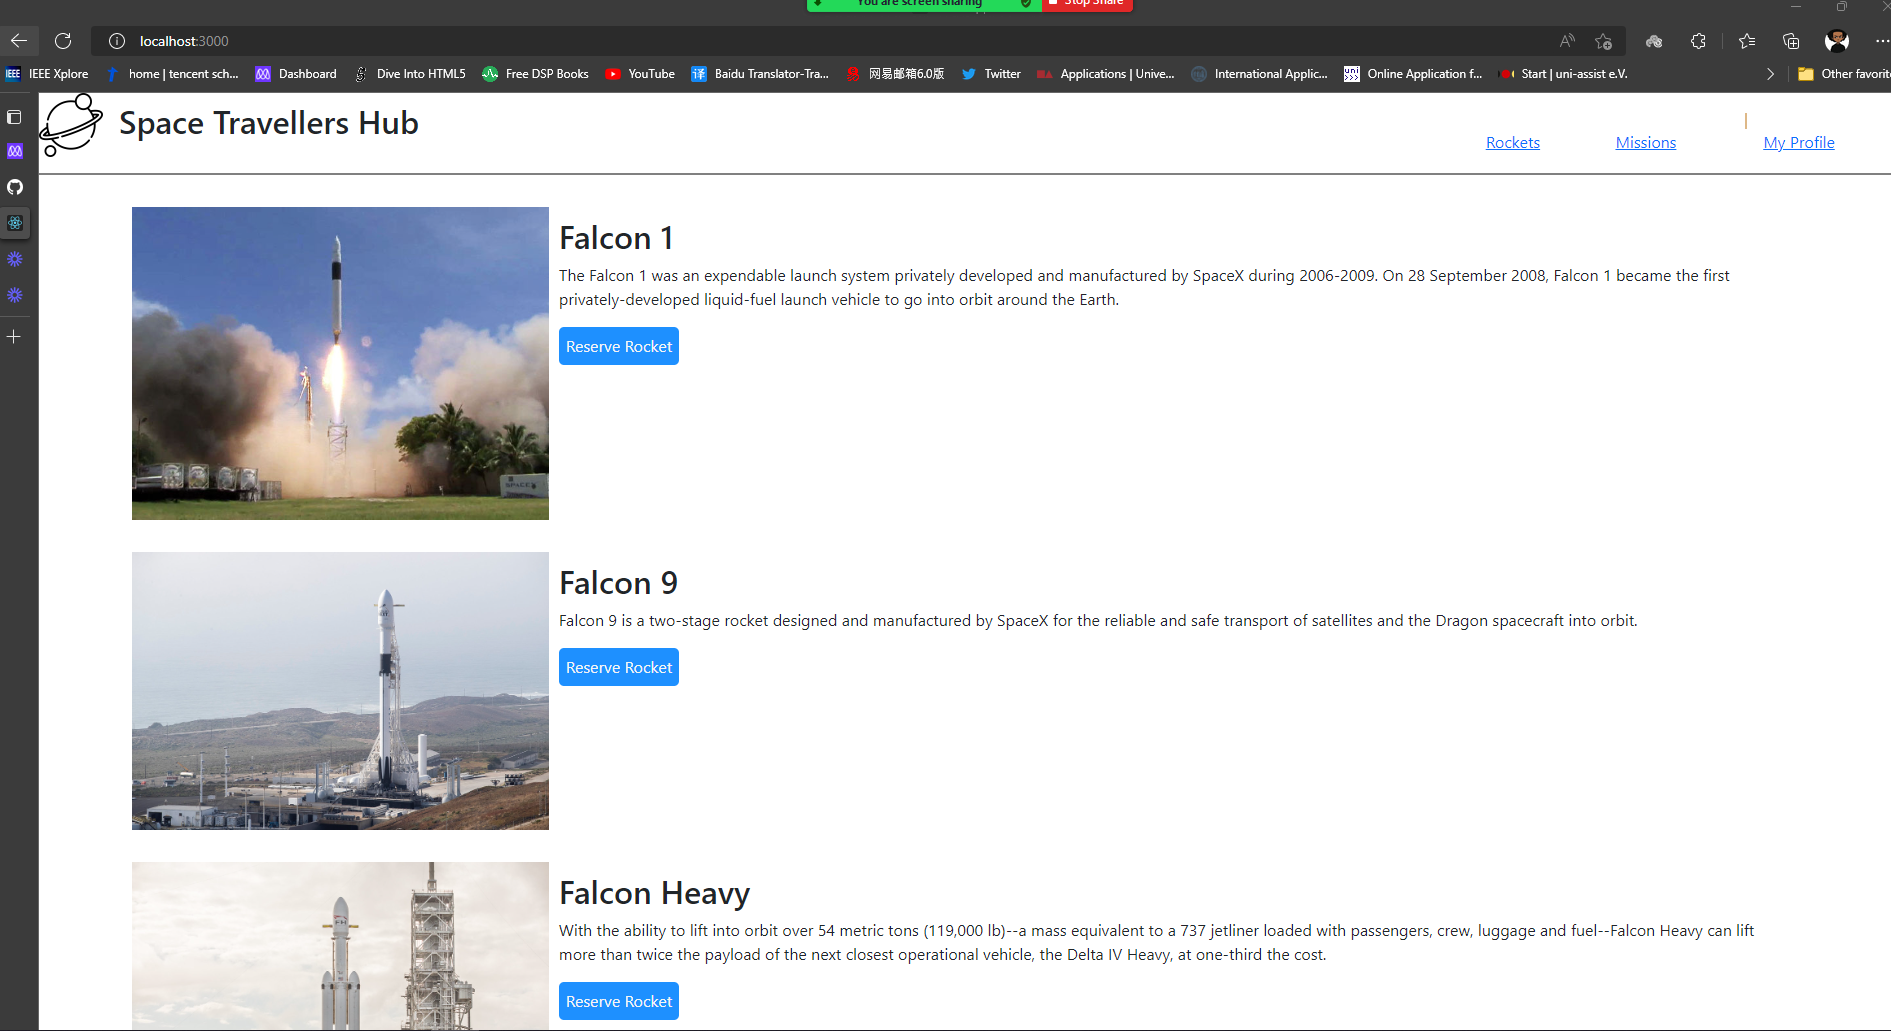 You are screen sharing Stop Share
localhost:3000
IEEE IEEE Xplore home | tencent sch... Dashboard Dive Into HTML5 Free DSP Books YouTube 译 Baidu Translator-Tra... 网易邮箱6.0版 Twitter Applications | Unive... International Applic... uni Online Application f... Start | uni-assist e.V. Other favorit
Space Travellers Hub
Rockets Missions | My Profile
Falcon 1
The Falcon 1 was an expendable launch system privately developed and manufactured by SpaceX during 2006-2009. On 28 September 2008, Falcon 1 became the first
privately-developed liquid-fuel launch vehicle to go into orbit around the Earth.
Reserve Rocket
SPACEX
Falcon 9
Falcon 9 is a two-stage rocket designed and manufactured by SpaceX for the reliable and safe transport of satellites and the Dragon spacecraft into orbit.
Reserve Rocket
Falcon Heavy
With the ability to lift into orbit over 54 metric tons (119,000 lb)--a mass equivalent to a 737 jetliner loaded with passengers, crew, luggage and fuel--Falcon Heavy can lift
more than twice the payload of the next closest operational vehicle, the Delta IV Heavy, at one-third the cost.
Reserve Rocket
FH